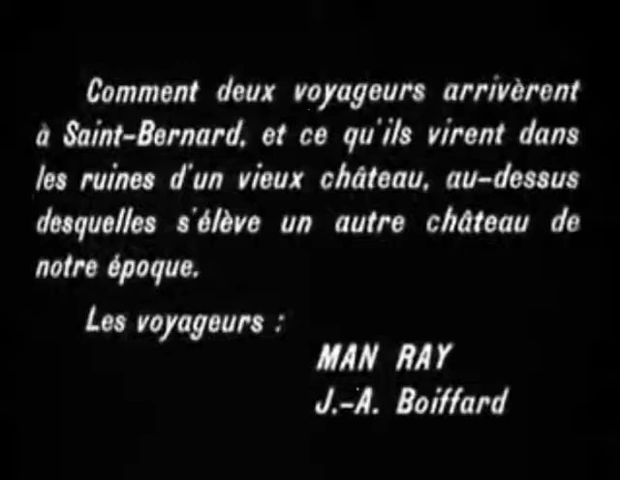 Comment deux voyageurs arrivèrent
à Saint-Bernard, et ce qu'ils virent dans
les ruines d'un vieux château, au-dessus
desquelles s'élève un autre château de
notre époque.
Les voyageurs :
MAN RAY
J.-A. Boiffard